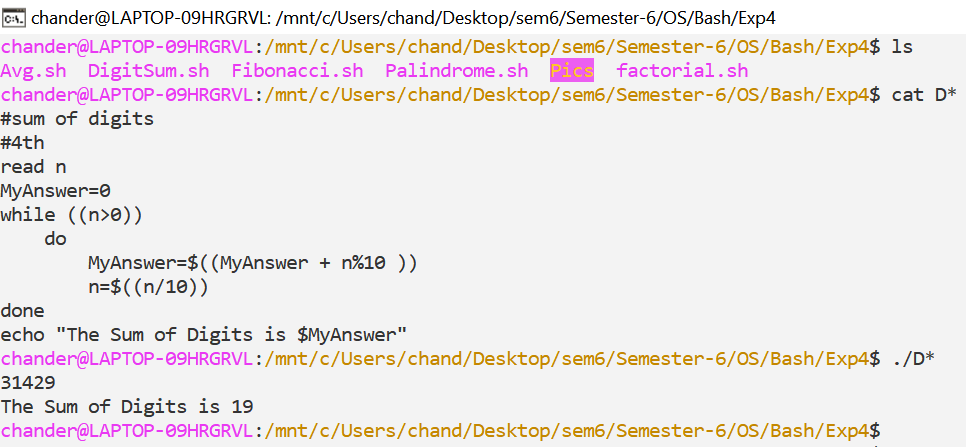 chander@LAPTOP-09HRGRVL: /mnt/c/Users/chand/Desktop/sem6/Semester-6/OS/Bash/Exp4
chander@LAPTOP-09HRGRVL:/mnt/c/Users/chand/Desktop/sem6/Semester-6/OS/Bash/Exp4$ ls
Avg.sh  DigitSum.sh  Fibonacci.sh  Palindrome.sh  Pics  factorial.sh
chander@LAPTOP-09HRGRVL:/mnt/c/Users/chand/Desktop/sem6/Semester-6/OS/Bash/Exp4$ cat D*
#sum of digits
#4th
read n
MyAnswer=0
while ((n>0))
    do
        MyAnswer=$((MyAnswer + n%10 ))
        n=$((n/10))
done
echo "The Sum of Digits is $MyAnswer"
chander@LAPTOP-09HRGRVL:/mnt/c/Users/chand/Desktop/sem6/Semester-6/OS/Bash/Exp4$ ./D*
31429
The Sum of Digits is 19
chander@LAPTOP-09HRGRVL:/mnt/c/Users/chand/Desktop/sem6/Semester-6/OS/Bash/Exp4$